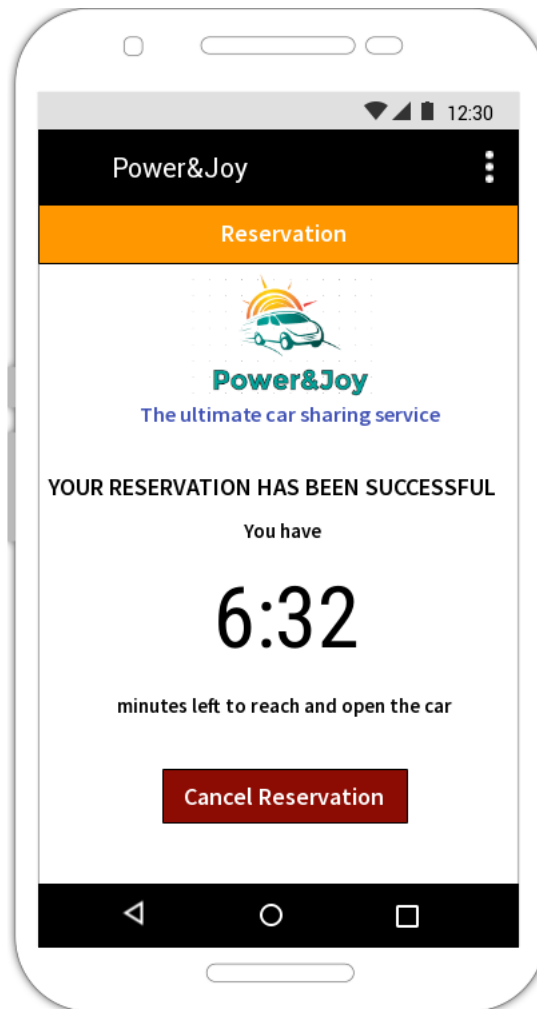 12:30
Power&Joy
Reservation
Power&Joy
The ultimate car sharing service
YOUR RESERVATION HAS BEEN SUCCESSFUL
You have
6:32
minutes left to reach and open the car
Cancel Reservation